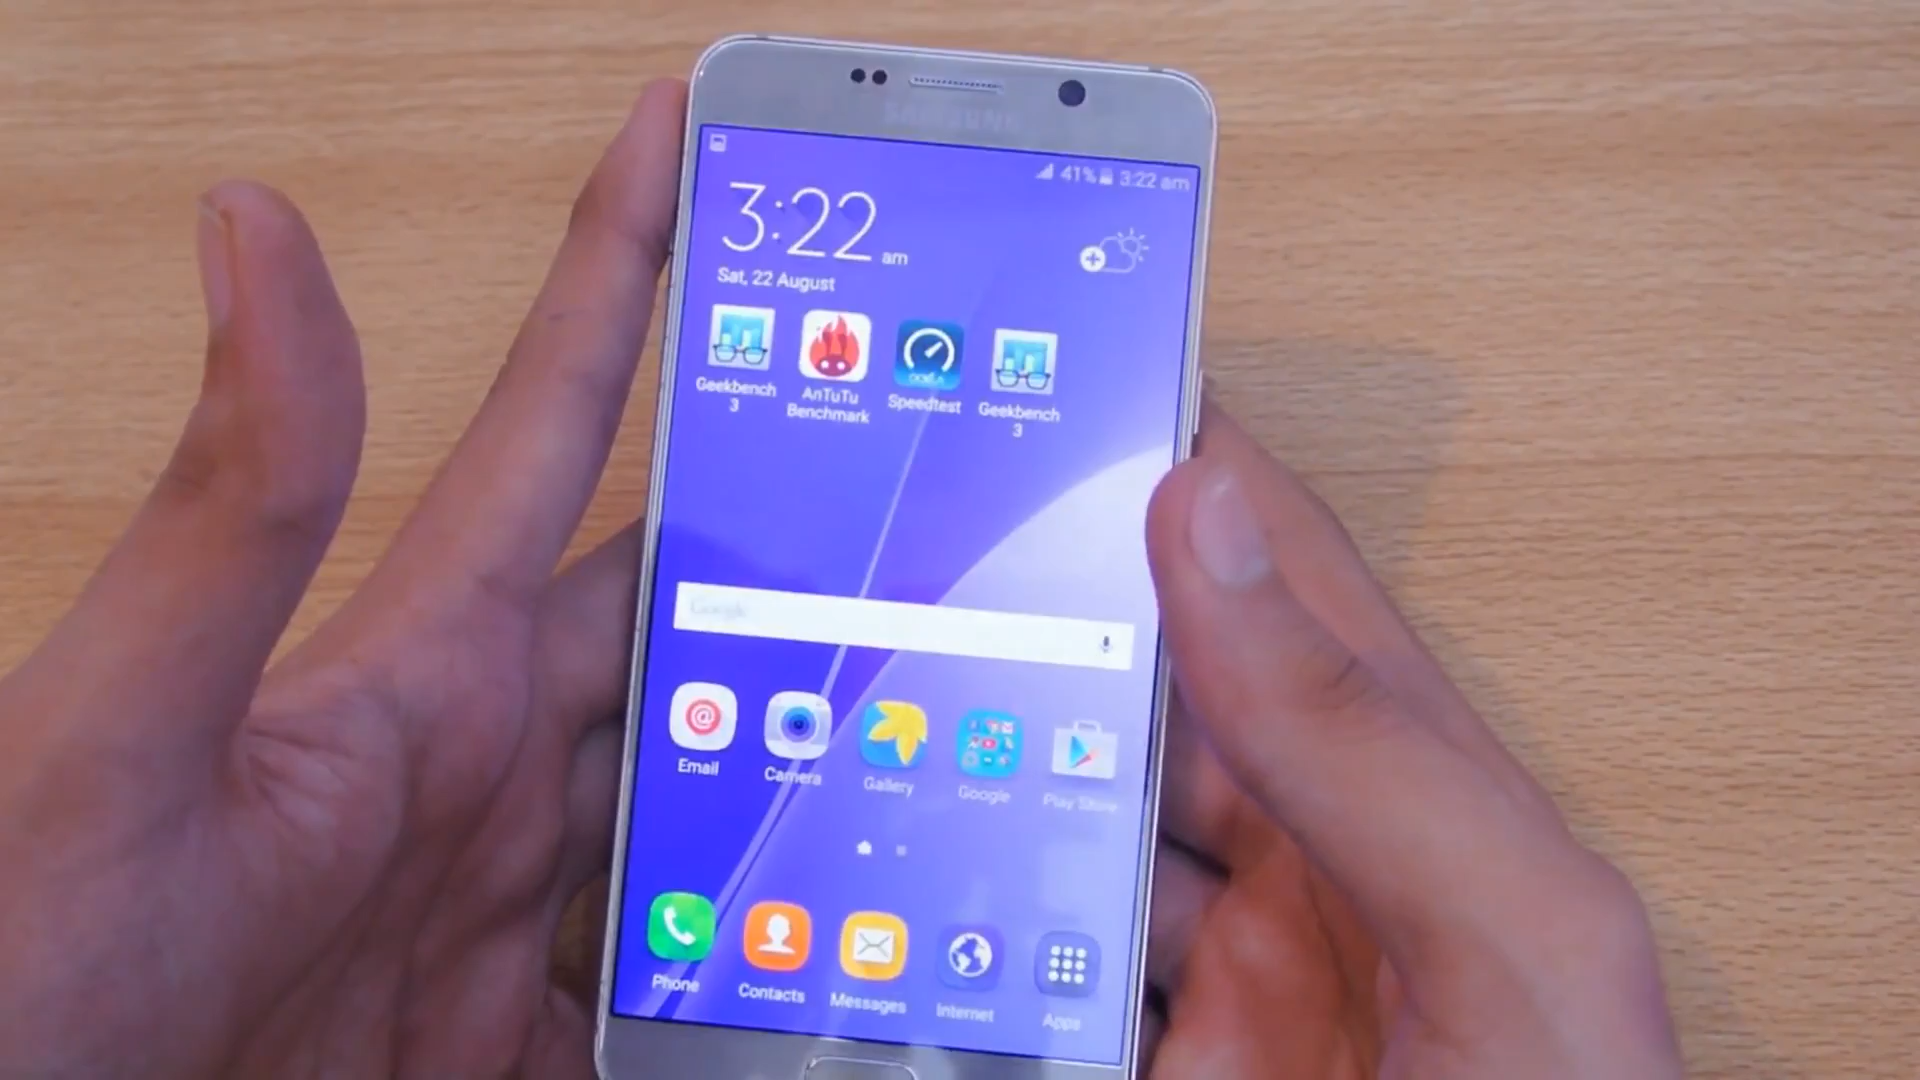 SAMSUNG
41% 3:22 am
3:22 am
Sat, 22 August
Geekbench
3
AnTuTu
Benchmark
Speedtest
Geekbench
3
OOKLA
Google
Email
Camera
Gallery
Google
Play Store
Phone
Contacts
Messages
Internet
Apps